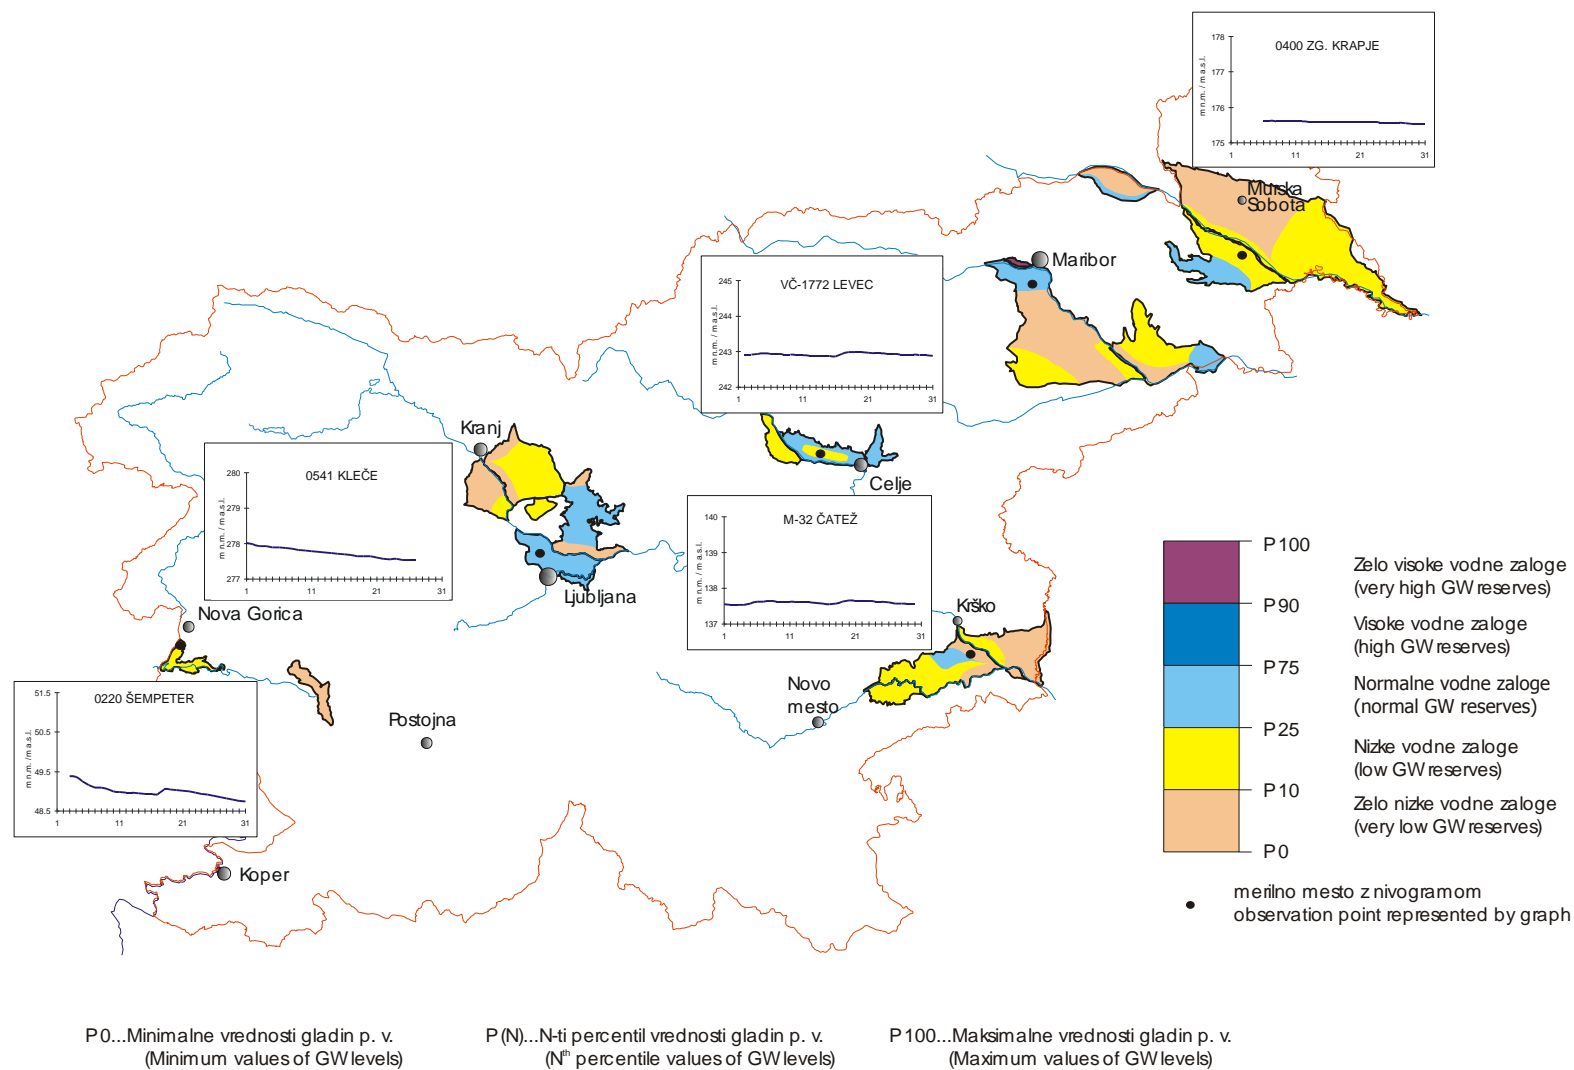 0400 ZG. KRAPJE
m n.m. / m a.s.l.
178
177
176
175
1
11
21
31
Murska
Sobota
Maribor
VČ-1772 LEVEC
m n.m. / m a.s.l.
245
244
243
242
1
11
21
31
Kranj
Celje
0541 KLEČE
m n.m. / m a.s.l.
280
279
278
277
1
11
21
31
M-32 ČATEŽ
m n.m. / m a.s.l.
140
139
138
137
1
11
21
31
Ljubljana
Nova Gorica
Krško
Novo
mesto
0220 ŠEMPETER
m n.m. / m a.s.l.
51.5
50.5
49.5
48.5
1
11
21
31
Postojna
Koper
P100
P90
P75
P25
P10
P0
Zelo visoke vodne zaloge
(very high GW reserves)
Visoke vodne zaloge
(high GW reserves)
Normalne vodne zaloge
(normal GW reserves)
Nizke vodne zaloge
(low GW reserves)
Zelo nizke vodne zaloge
(very low GW reserves)
merilno mesto z nivogramom
observation point represented by graph
P0...Minimalne vrednosti gladin p. v.
(Minimum values of GW levels)
P(N)...N-ti percentil vrednosti gladin p. v.
(Nth percentile values of GW levels)
P100...Maksimalne vrednosti gladin p. v.
(Maximum values of GW levels)